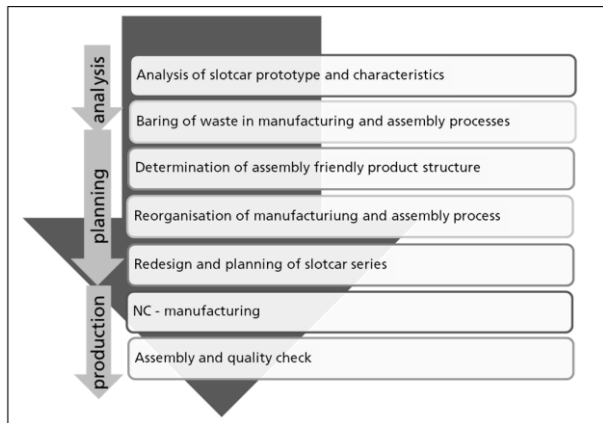 analysis
Analysis of slotcar prototype and characteristics
Baring of waste in manufacturing and assembly processes
planning
Determination of assembly friendly product structure
Reorganisation of manufacturiung and assembly process
Redesign and planning of slotcar series
production
NC - manufacturing
Assembly and quality check